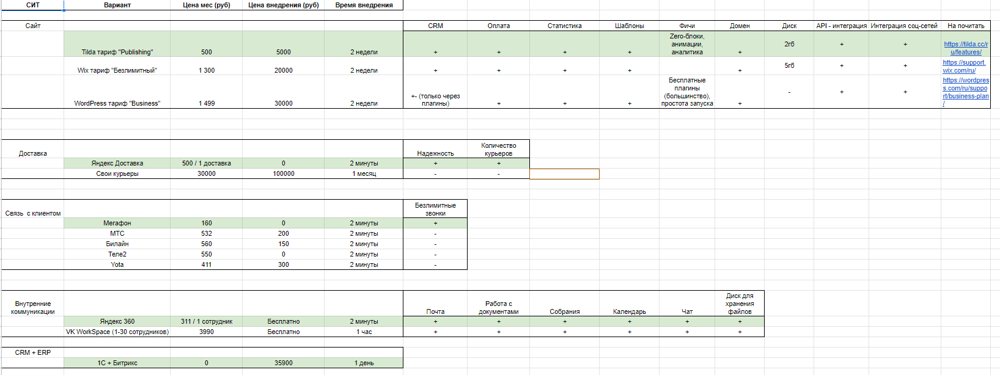 СИТ Вариант Цена мес (руб) Цена внедрения (руб) Время внедрения
Сайт CRM Оплата Статистика Шаблоны Фичи Домен Диск API - интеграция Интеграция соц-сетей На почитать
Tilda тариф "Publishing" 500 5000 2 недели + + + + Zero-блоки, анимации, аналитика + 2гб + + https://tilda.cc/ru/features/
Wix тариф "Безлимитный" 1 300 20000 2 недели + + + + + 5гб + + https://support.wix.com/ru/
WordPress тариф "Business" 1 499 30000 2 недели +- (только через плагины) + + + Бесплатные плагины (большинство), простота запуска + - + + https://wordpress.com/ru/support/business-plan/
Доставка Надежность Количество курьеров
Яндекс Доставка 500 / 1 доставка 0 2 минуты + +
Свои курьеры 30000 100000 1 месяц - -
Связь с клиентом Безлимитные звонки
Мегафон 160 0 2 минуты +
МТС 532 200 2 минуты -
Билайн 560 150 2 минуты -
Теле2 550 0 2 минуты -
Yota 411 300 2 минуты -
Внутренние коммуникации Почта Работа с документами Собрания Календарь Чат Диск для хранения файлов
Яндекс 360 311 / 1 сотрудник Бесплатно 2 минуты + + + + + +
VK WorkSpace (1-30 сотрудников) 3990 Бесплатно 1 час + + + + + +
CRM + ERP
1С + Битрикс 0 35900 1 день